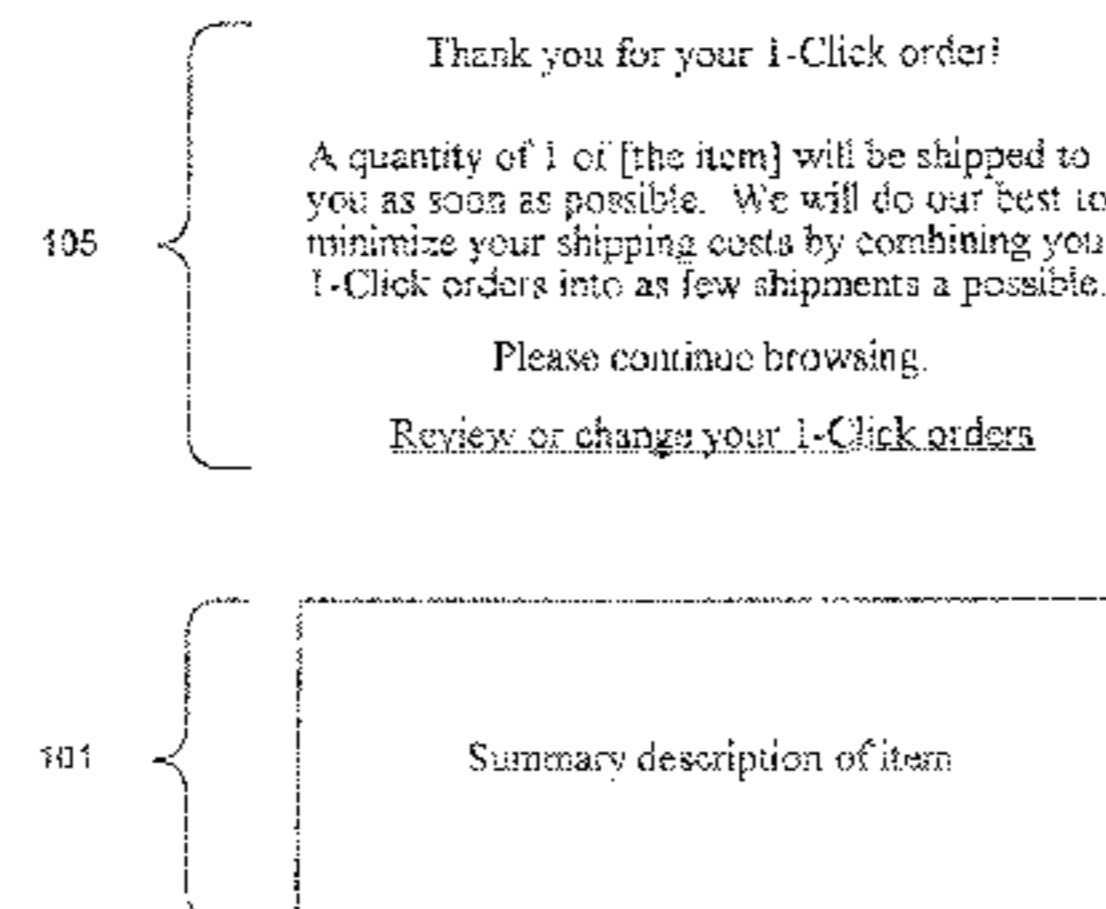 Thank you for your 1-Click order!
A quantity of 1 of [the item] will be shipped to
you as soon as possible. We will do our best to
105
minimize your shipping costs by combining you
1-Click orders into as few shipments a possible.
Please continue browsing.
Review or change your 1-Click orders
101
Summary description of item